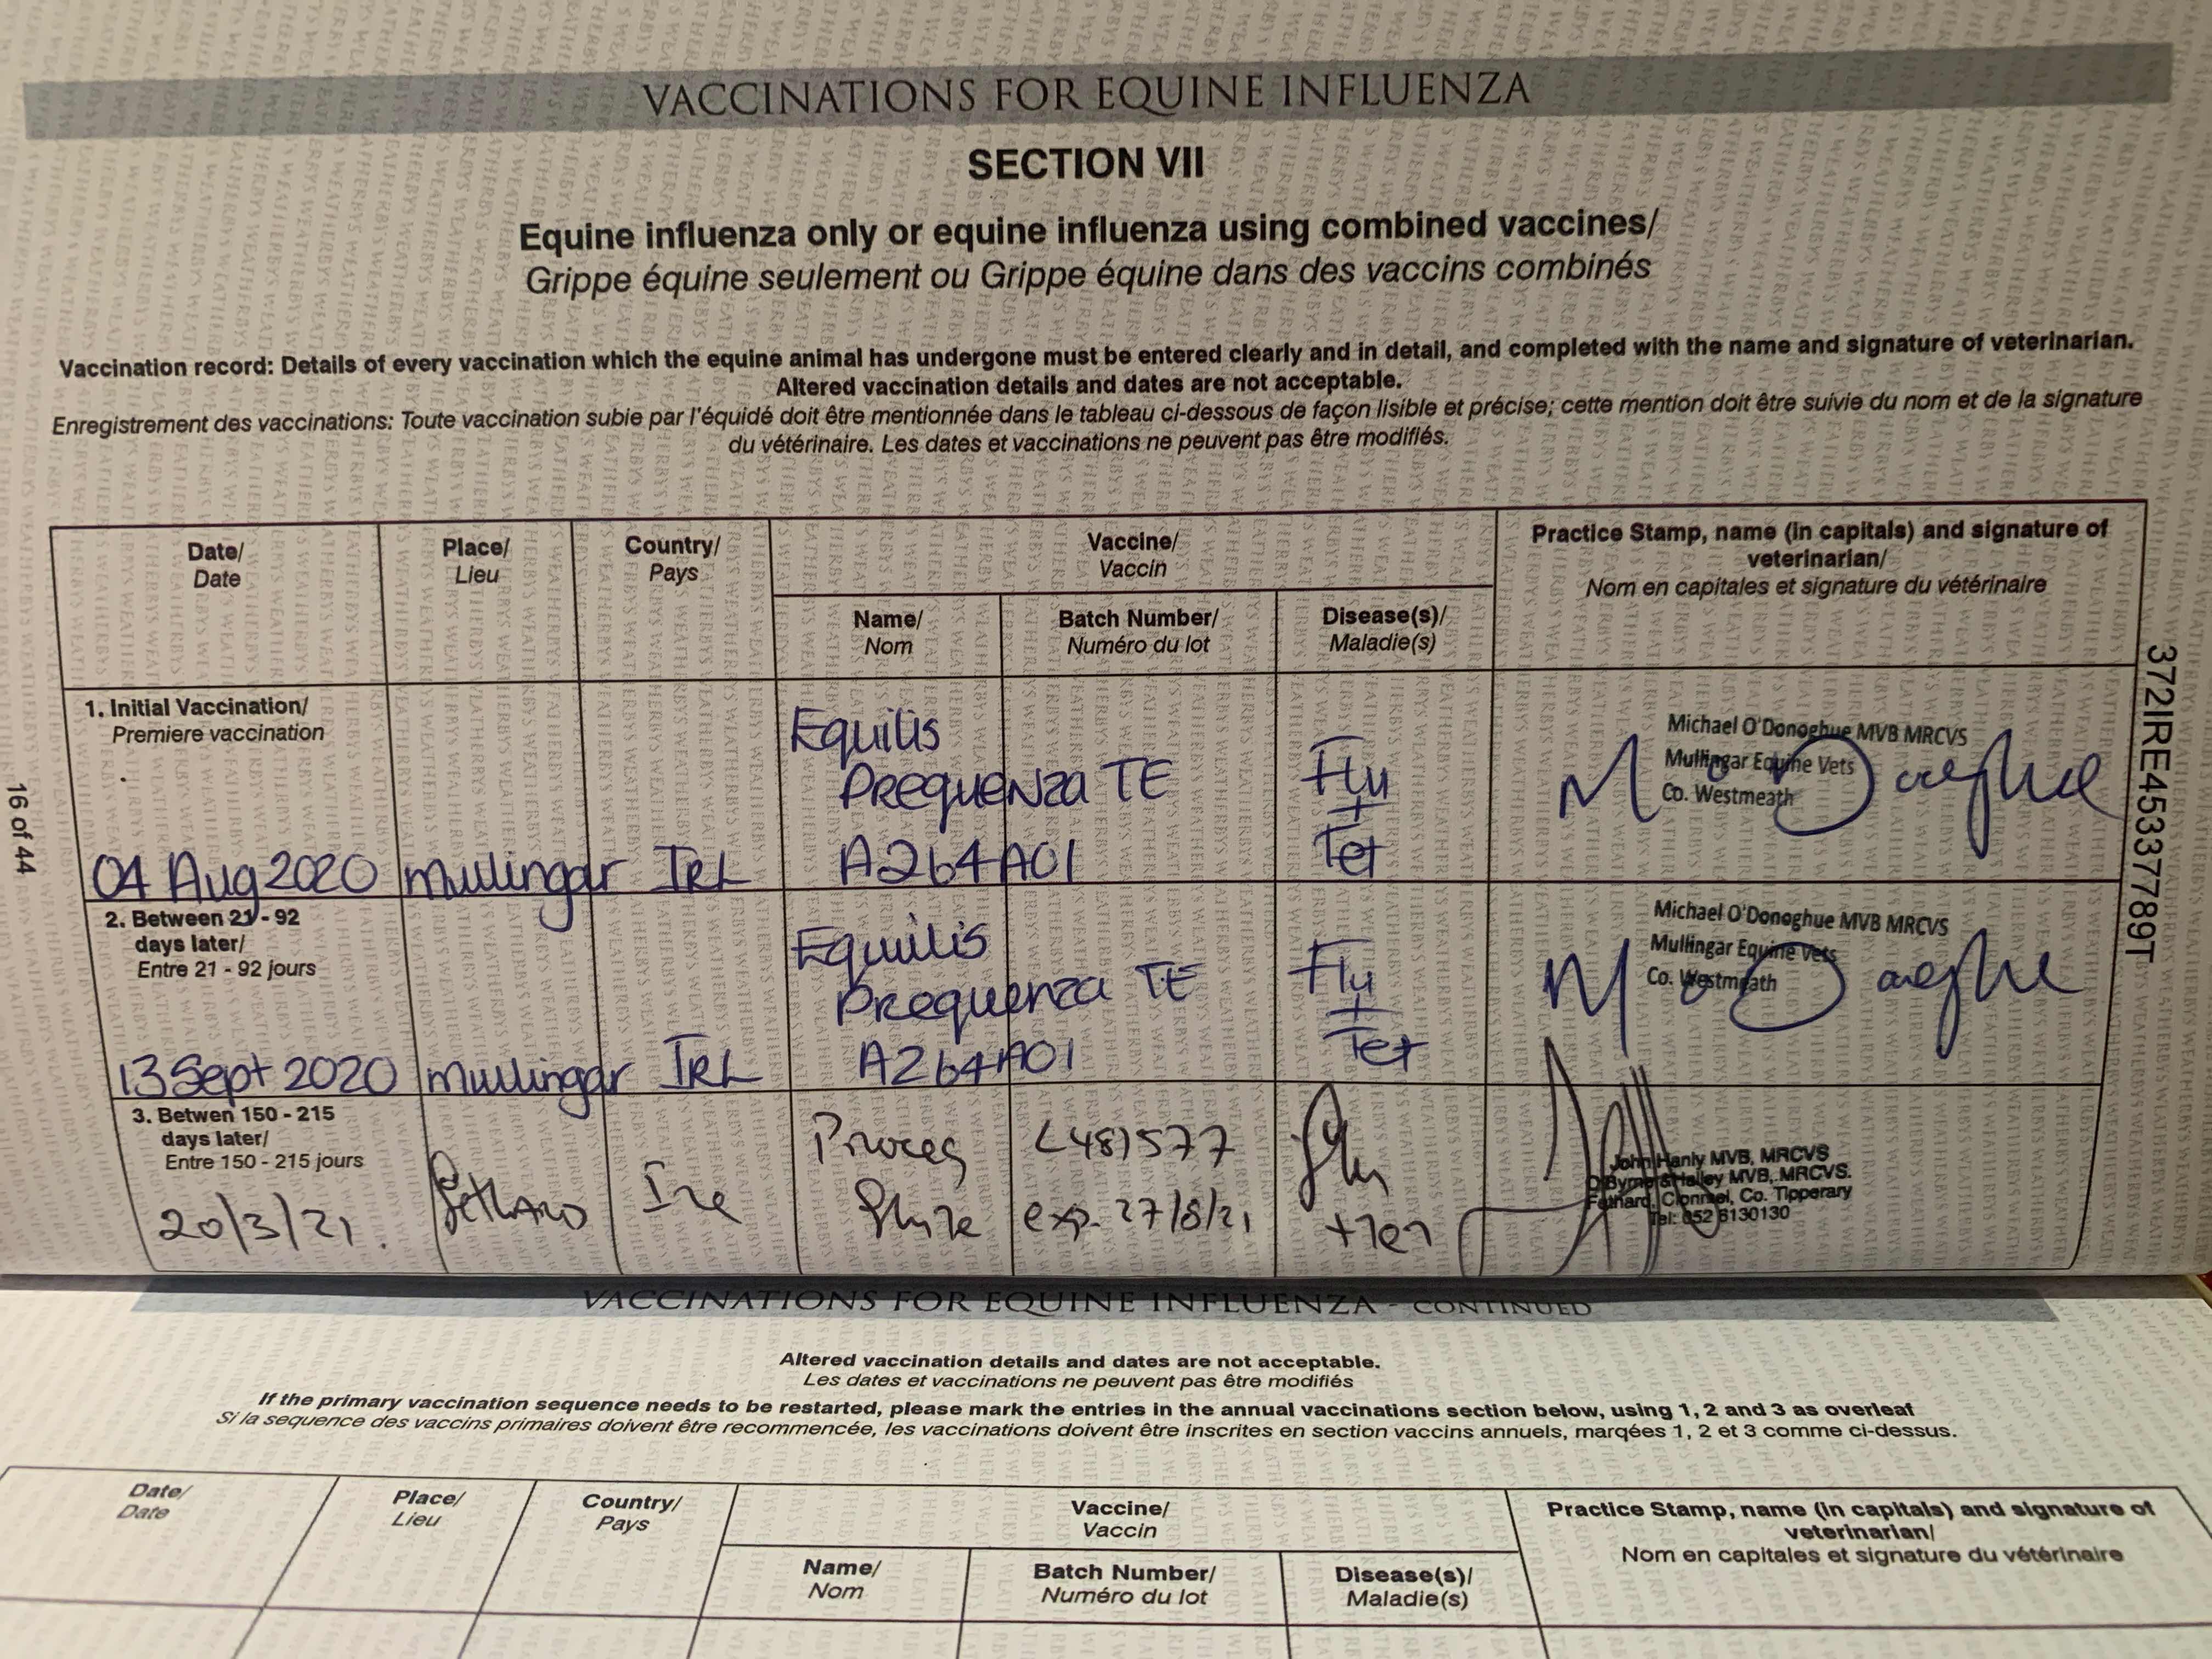 VACCINATIONS FOR EQUINE INFLUENZA
SECTION VII
Equine influenza only or equine influenza using combined vaccines/
Grippe équine seulement ou Grippe équine dans des vaccins combinés
Vaccination record: Details of every vaccination which the equine animal has undergone must be entered clearly and in detail, and completed with the name and signature of veterinarian.
Altered vaccination details and dates are not acceptable.
Enregistrement des vaccinations: Toute vaccination subie par l'équidé doit être mentionnée dans le tableau ci-dessous de façon lisible et précise; cette mention doit être suivie du nom et de la signature
du vétérinaire. Les dates et vaccinations ne peuvent pas être modifiés.
Date/
Date
Place/
Lieu
Country/
Pays
Vaccine/
Vaccin
Practice Stamp, name (in capitals) and signature of
veterinarian/
Nom en capitales et signature du vétérinaire
Name/
Nom
Batch Number/
Numéro du lot
Disease(s)/
Maladie(s)
1. Initial Vaccination/
Premiere vaccination
04 Aug 2020
Mullingar
IRL
Equilis
Prequenza TE
A264A01
Flu
+
Tet
Michael O'Donoghue MVB MRCVS
Mullingar Equine Vets
Co. Westmeath
2. Between 21 - 92
days later/
Entre 21 - 92 jours
13 Sept 2020
Mullingar
IRL
Equilis
Prequenza TE
A264A01
Flu
+
Tet
Michael O'Donoghue MVB MRCVS
Mullingar Equine Vets
Co. Westmeath
3. Betwen 150 - 215
days later/
Entre 150 - 215 jours
20/3/21.
Fethard
Ire
L481577
exp. 27/8/21
Flu
+Tet
John Hanly MVB, MRCVS
O'Byrne & Halley MVB, MRCVS.
Fethard, Clonmel, Co. Tipperary
Tel: 052 6130130
16 of 44
372IRE45337789T
VACCINATIONS FOR EQUINE INFLUENZA - CONTINUED
Altered vaccination details and dates are not acceptable.
Les dates et vaccinations ne peuvent pas être modifiés
If the primary vaccination sequence needs to be restarted, please mark the entries in the annual vaccinations section below, using 1, 2 and 3 as overleaf
Si la sequence des vaccins primaires doivent être recommencée, les vaccinations doivent être inscrites en section vaccins annuels, marqées 1, 2 et 3 comme ci-dessus.
Date/
Date
Place/
Lieu
Country/
Pays
Vaccine/
Vaccin
Practice Stamp, name (in capitals) and signature of
veterinarian/
Nom en capitales et signature du vétérinaire
Name/
Nom
Batch Number/
Numéro du lot
Disease(s)/
Maladie(s)